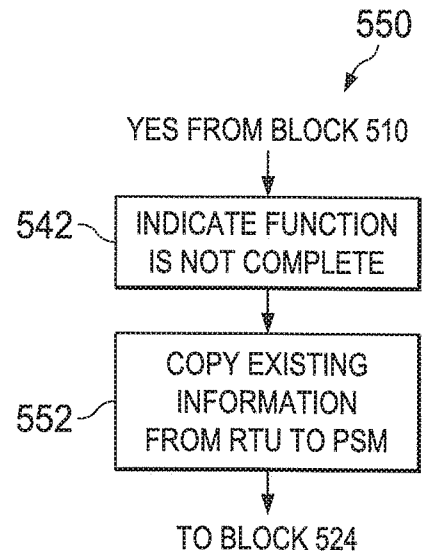 550
YES FROM BLOCK 510
542
INDICATE FUNCTION
IS NOT COMPLETE
552
COPY EXISTING
INFORMATION
FROM RTU TO PSM
TO BLOCK 524